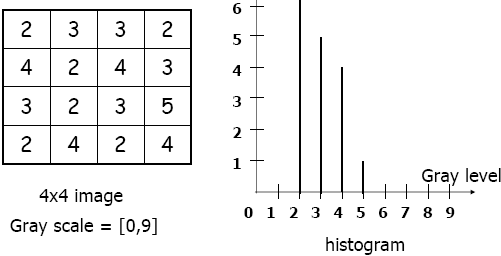 2 3 3 2
4 2 4 3
3 2 3 5
2 4 2 4
4x4 image
Gray scale = [0,9]
6
5
4
3
2
1
Gray level
0 1 2 3 4 5 6 7 8 9
histogram